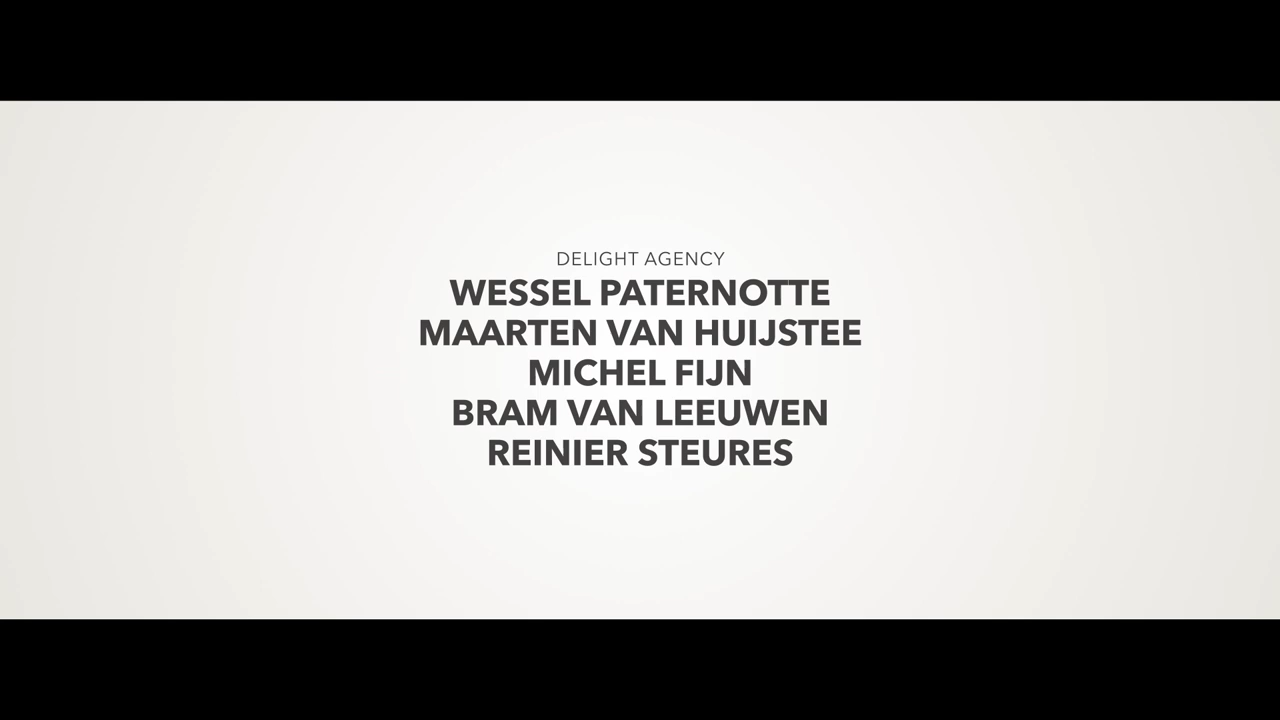 DELIGHT AGENCY
WESSEL PATERNOTTE
MAARTEN VAN HUIJSTEE
MICHEL FIJN
BRAM VAN LEEUWEN
REINIER STEURES